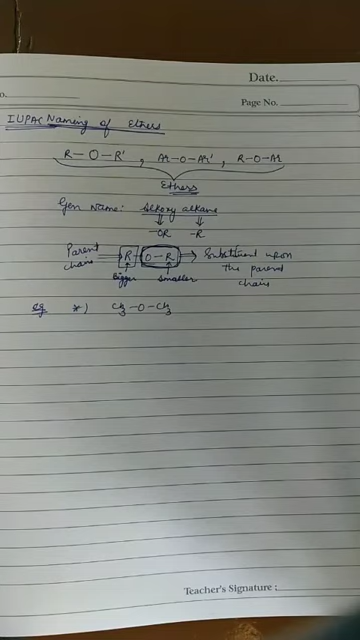 Date.
o.
Page No.
IUPAC Naming of Ethers
R-O-R' , Ar-O-Ar' , R-O-Ar
Ethers
Gen Name: Alkoxy alkane
-OR -R
Parent chain R O-R Substituent upon the parent chain
Bigger smaller
eg *) CH3-O-CH3
Teacher's Signature :